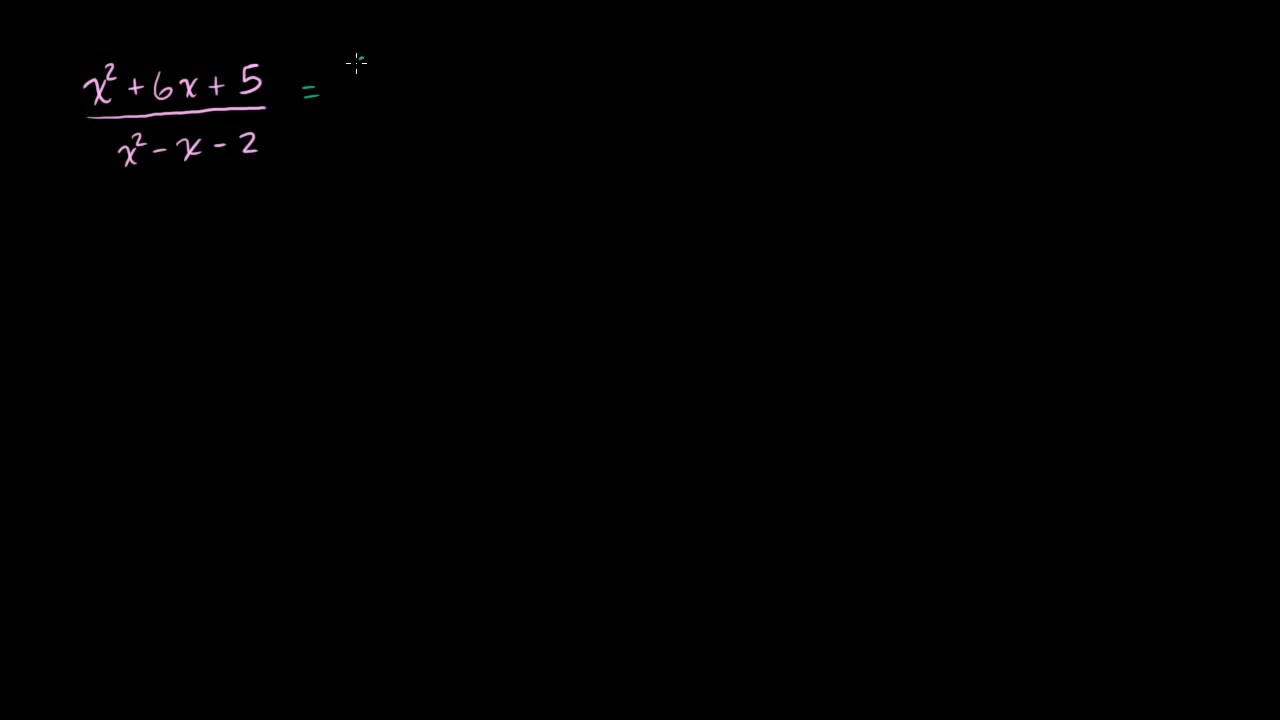 x² + 6x + 5 =
x² - x - 2